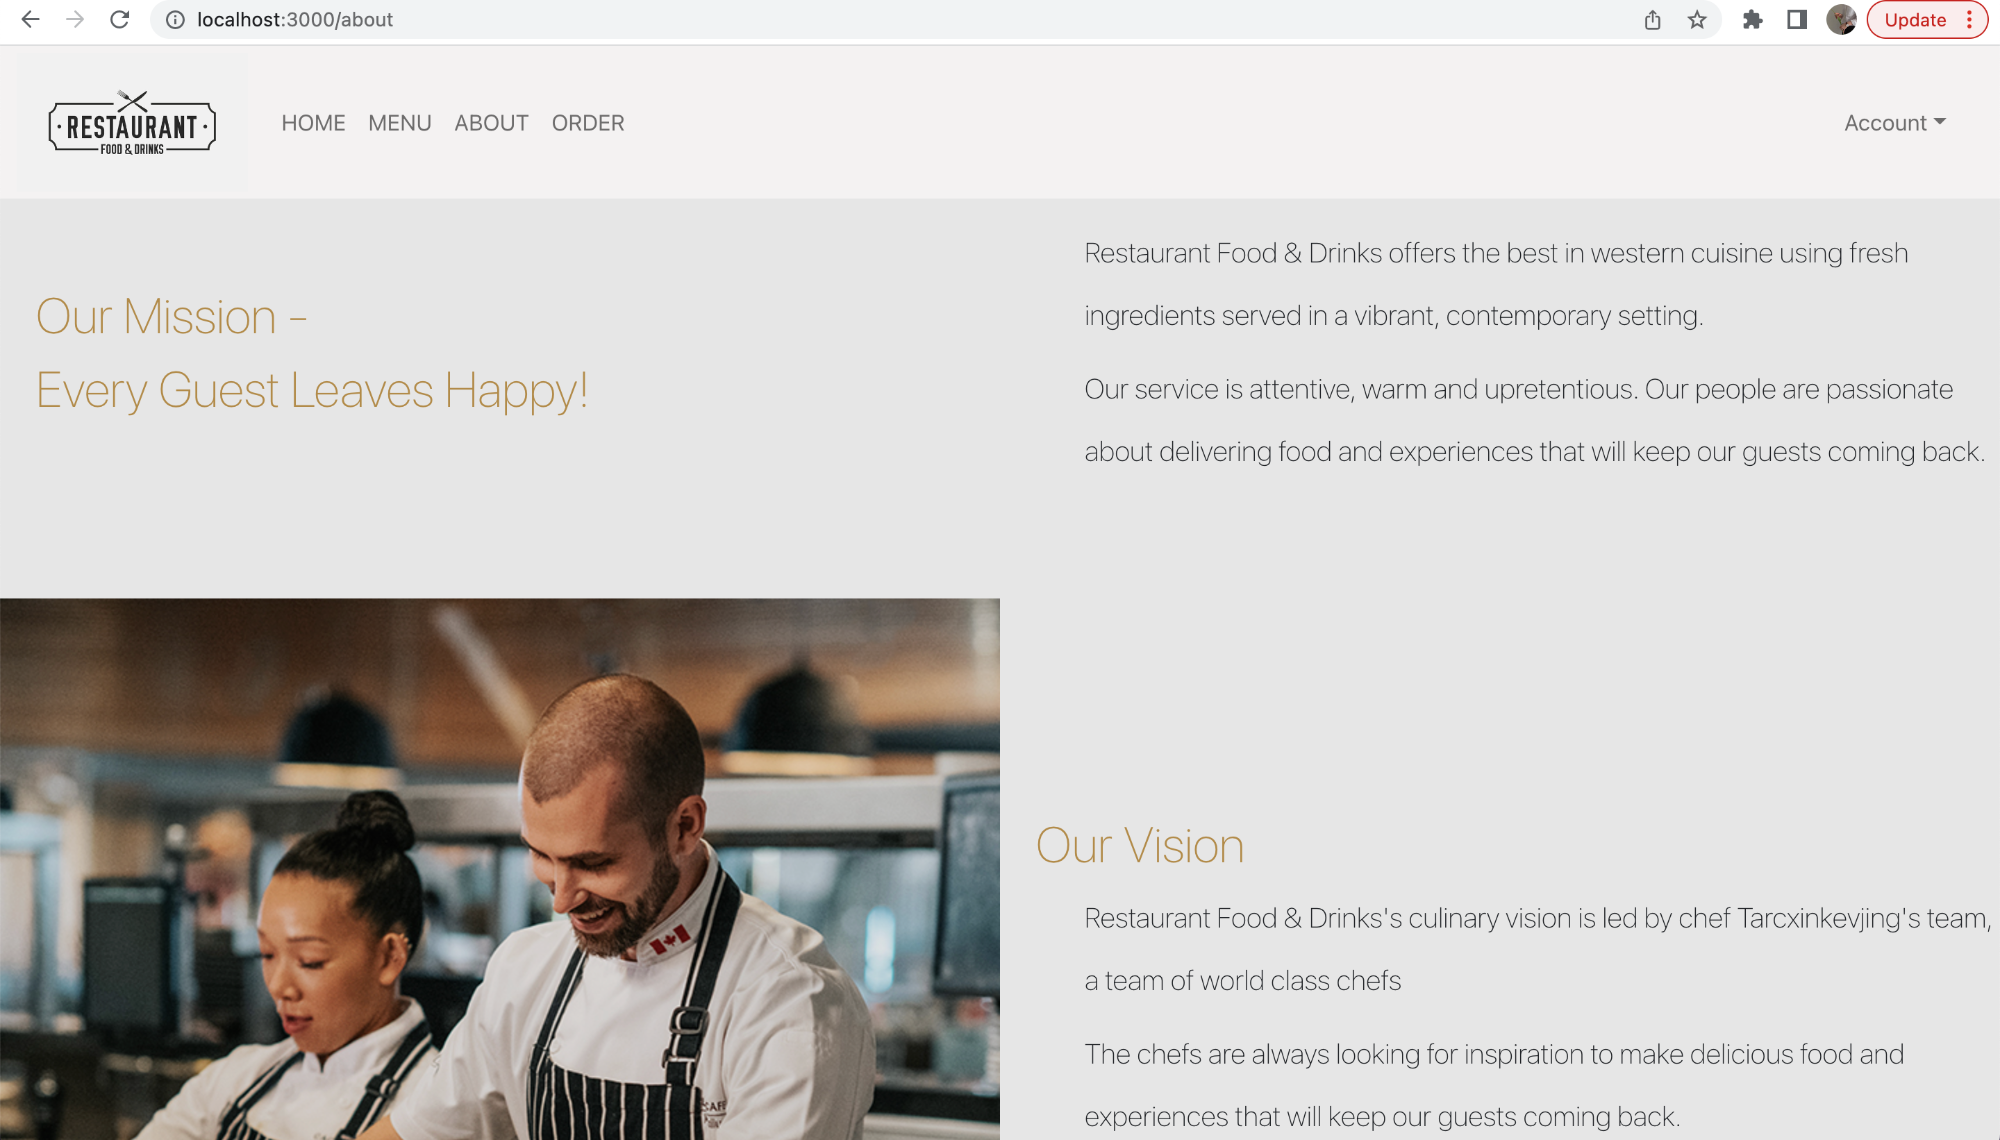 localhost:3000/about
Update
RESTAURANT
FOOD & DRINKS
HOME MENU ABOUT ORDER
Account
Our Mission -
Every Guest Leaves Happy!
Restaurant Food & Drinks offers the best in western cuisine using fresh
ingredients served in a vibrant, contemporary setting.
Our service is attentive, warm and upretentious. Our people are passionate
about delivering food and experiences that will keep our guests coming back.
Our Vision
Restaurant Food & Drinks's culinary vision is led by chef Tarcxinkevjing's team,
a team of world class chefs
The chefs are always looking for inspiration to make delicious food and
experiences that will keep our guests coming back.